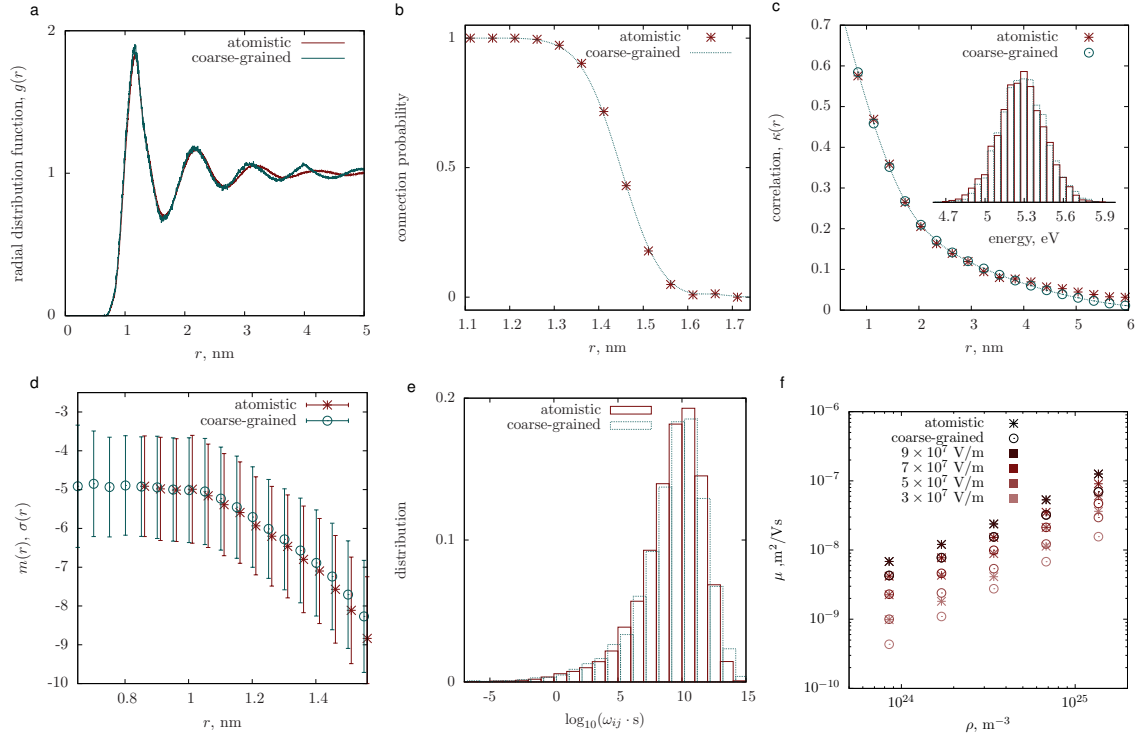 a
radial distribution function, g(r)
2
1
0
0 1 2 3 4 5
r, nm
atomistic
coarse-grained
b
connection probability
1
0.5
0
1.1 1.2 1.3 1.4 1.5 1.6 1.7
r, nm
atomistic
coarse-grained
c
correlation, κ(r)
0.7
0.6
0.5
0.4
0.3
0.2
0.1
0
1 2 3 4 5 6
r, nm
atomistic
coarse-grained
4.7 5 5.3 5.6 5.9
energy, eV
d
m(r), σ(r)
-3
-4
-5
-6
-7
-8
-9
-10
0.8 1 1.2 1.4
r, nm
atomistic
coarse-grained
e
distribution
0.2
0.1
0
-5 0 5 10 15
log₁₀(ω_ij · s)
atomistic
coarse-grained
f
μ ,m²/Vs
10⁻⁶
10⁻⁷
10⁻⁸
10⁻⁹
10⁻¹⁰
10²⁴ 10²⁵
ρ, m⁻³
atomistic
coarse-grained
9 × 10⁷ V/m
7 × 10⁷ V/m
5 × 10⁷ V/m
3 × 10⁷ V/m